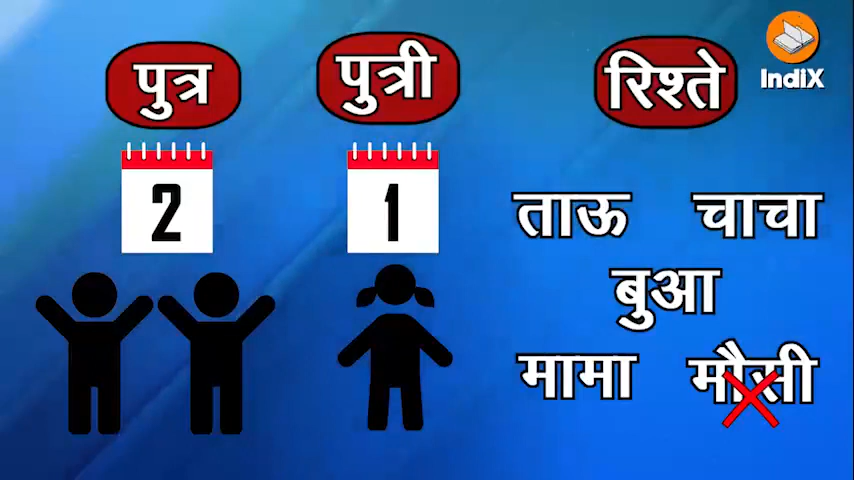 पुत्र पुत्री रिश्ते
IndiX
2 1
ताऊ चाचा
बुआ
मामा मौसी